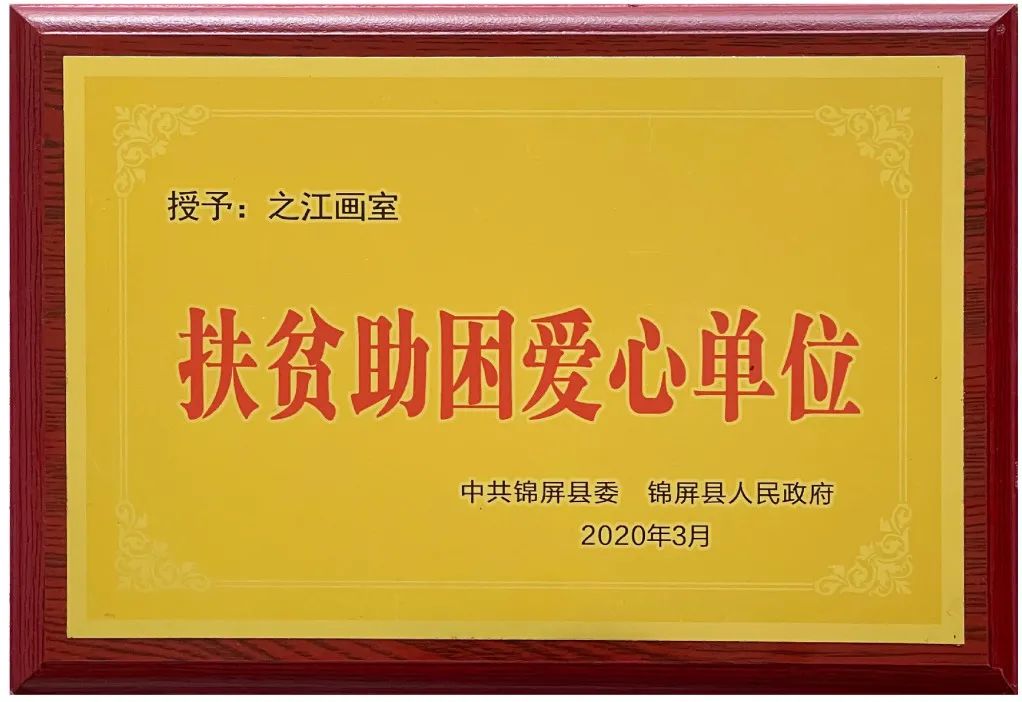 授予：之江画室
扶贫助困爱心单位
中共锦屏县委 锦屏县人民政府
2020年3月